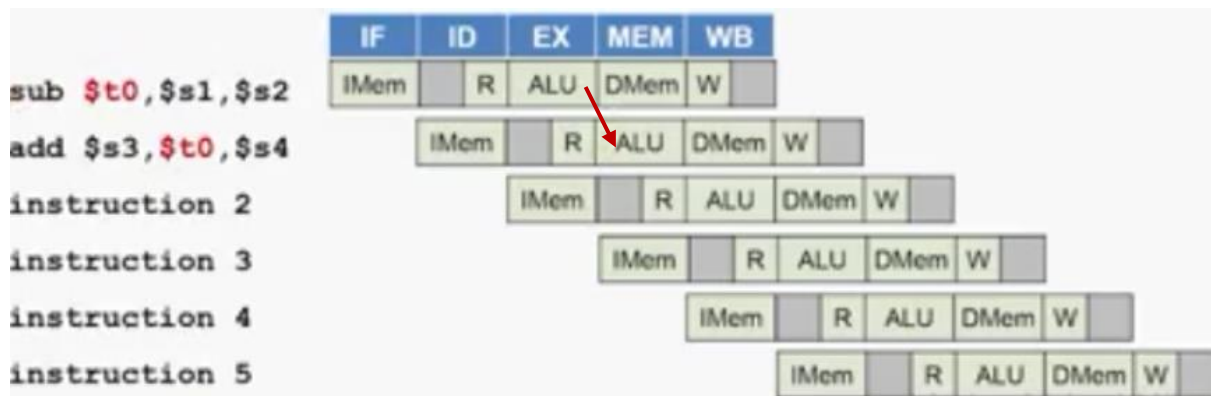 IF ID EX MEM WB
sub $t0,$s1,$s2 IMem R ALU DMem W
add $s3,$t0,$s4 IMem R ALU DMem W
instruction 2 IMem R ALU DMem W
instruction 3 IMem R ALU DMem W
instruction 4 IMem R ALU DMem W
instruction 5 IMem R ALU DMem W